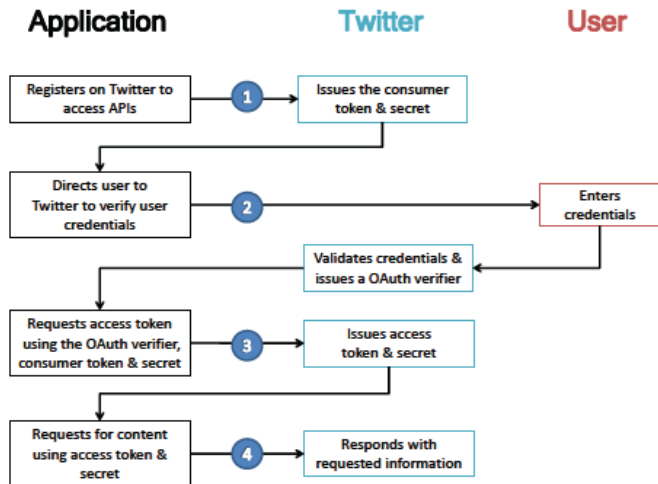 Application
Twitter
User
Registers on Twitter to
access APIs
1
Issues the consumer
token & secret
Directs user to
Twitter to verify user
credentials
2
Enters
credentials
Validates credentials &
issues a OAuth verifier
Requests access token
using the OAuth verifier,
consumer token & secret
3
Issues access
token & secret
Requests for content
using access token &
secret
4
Responds with
requested information